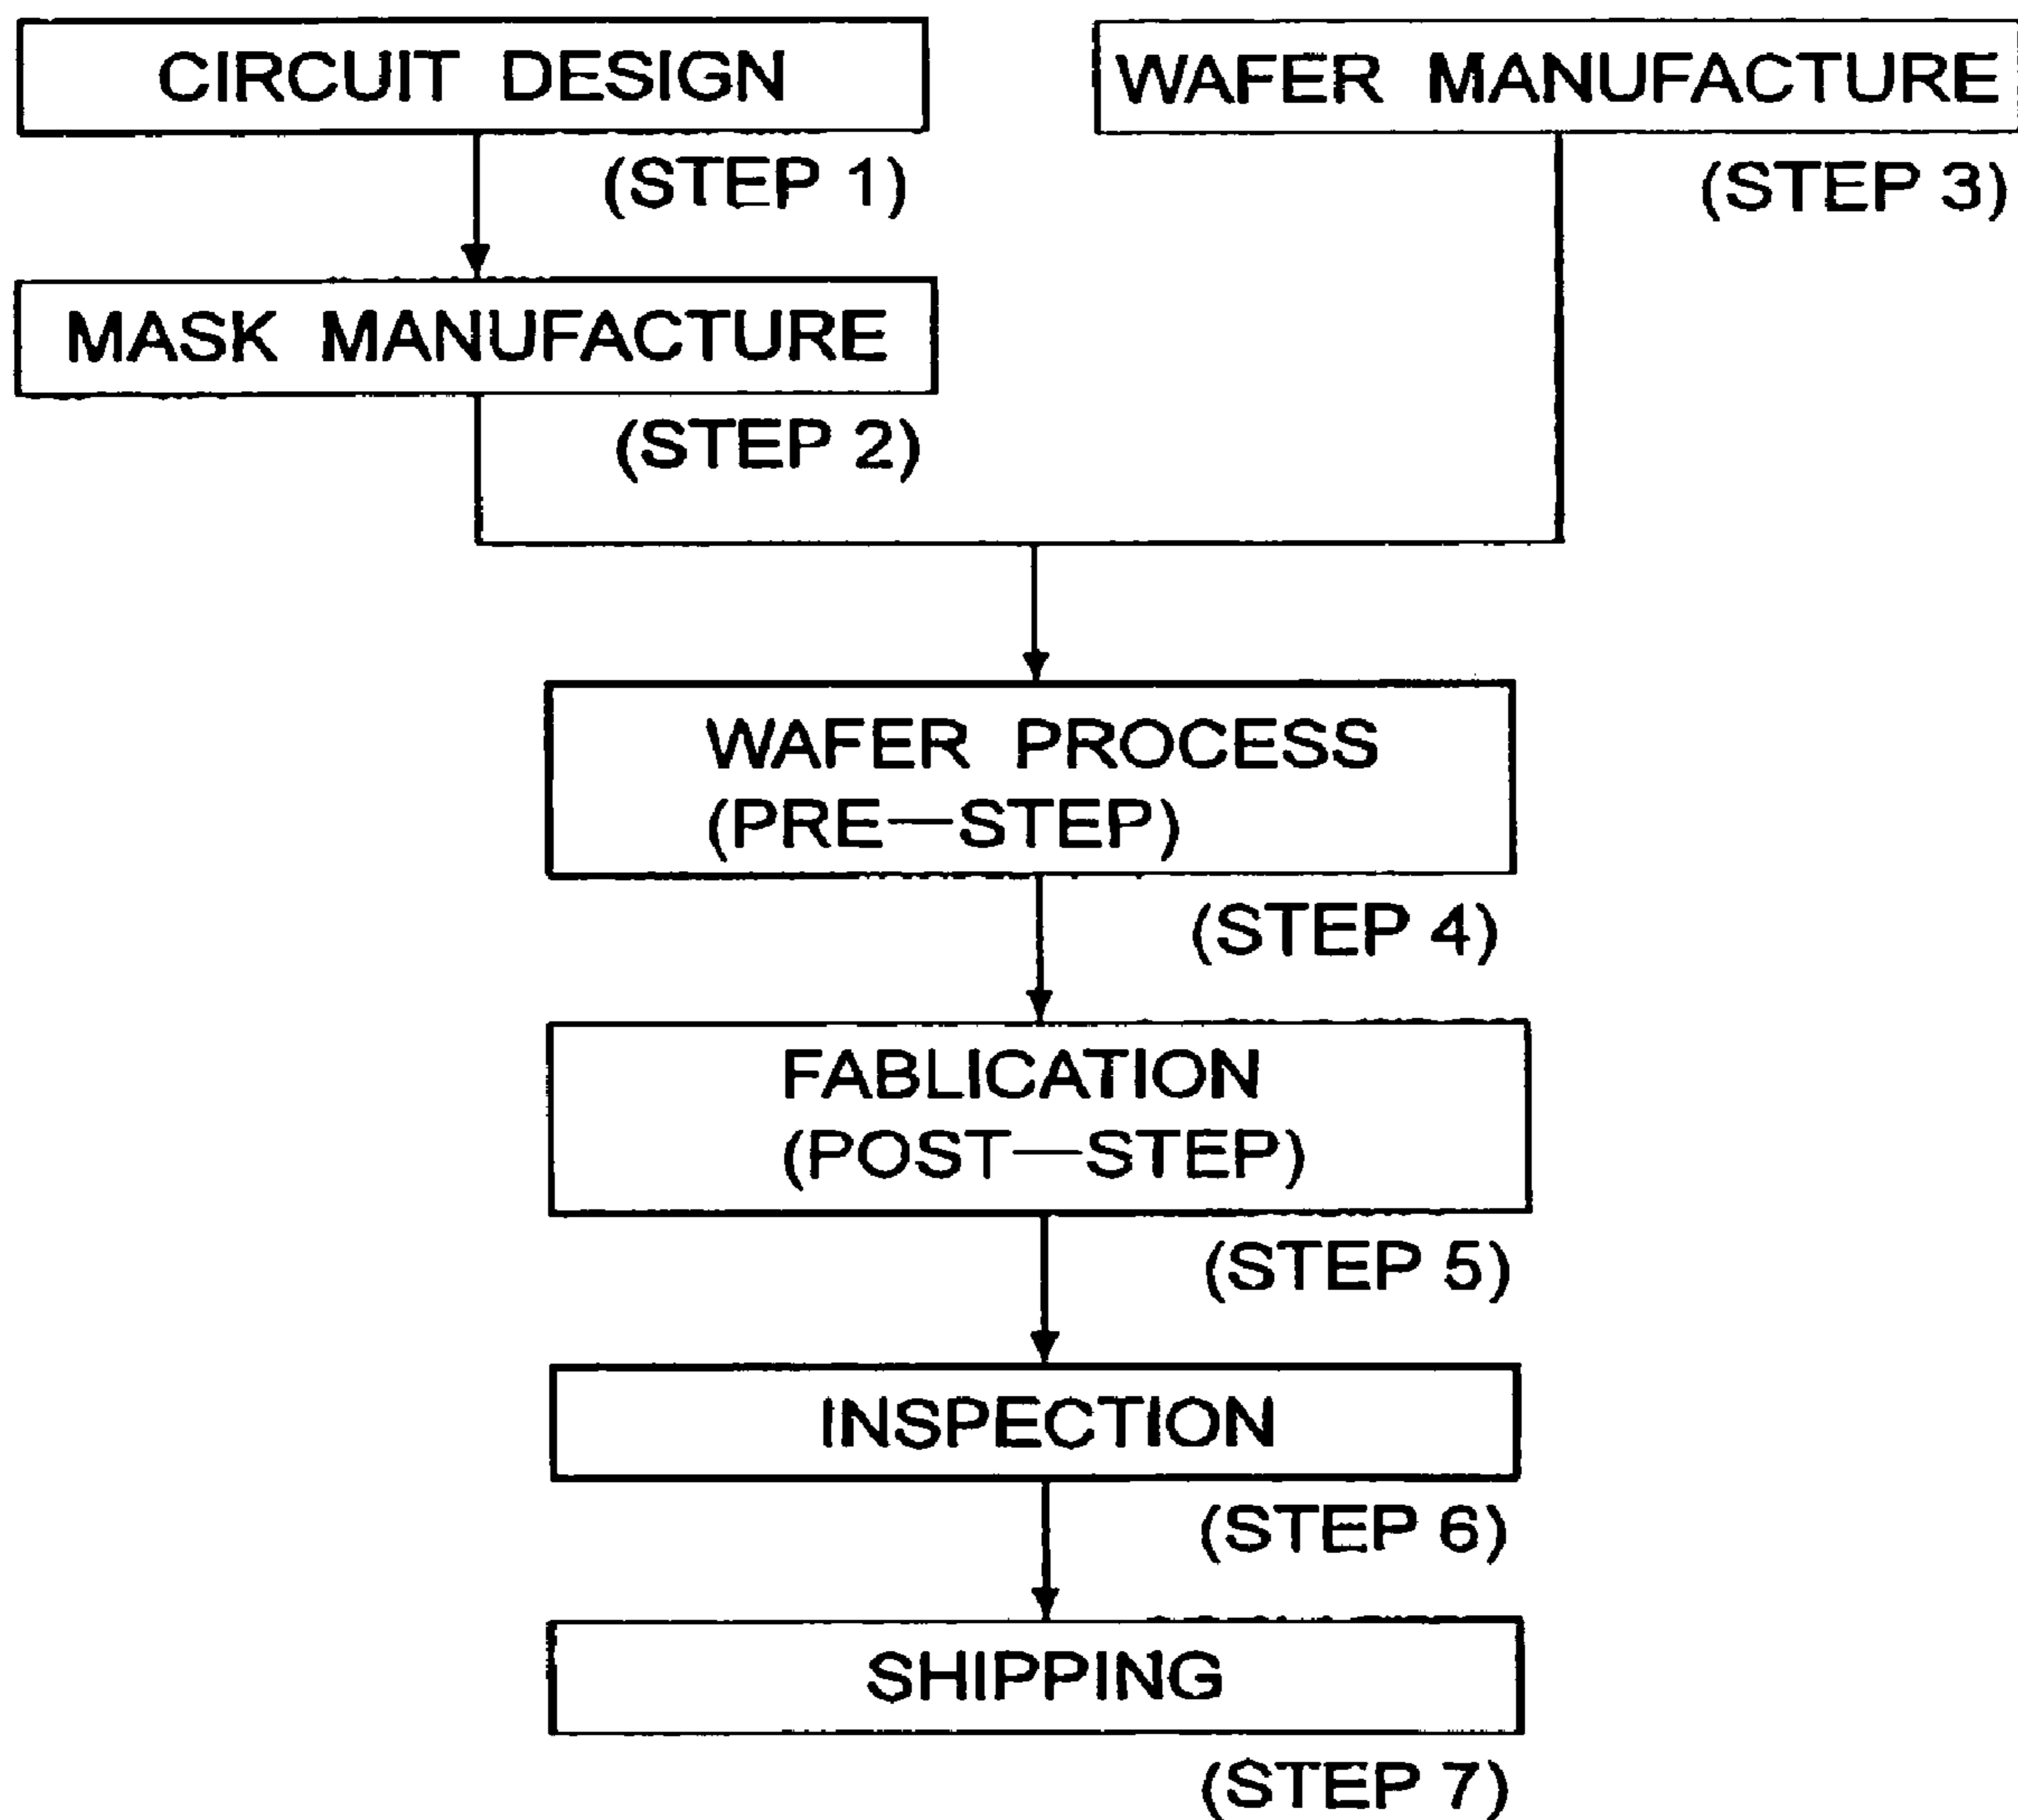 CIRCUIT DESIGN
(STEP 1)
WAFER MANUFACTURE
(STEP 3)
MASK MANUFACTURE
(STEP 2)
WAFER PROCESS
(PRE—STEP)
(STEP 4)
FABLICATION
(POST—STEP)
(STEP 5)
INSPECTION
(STEP 6)
SHIPPING
(STEP 7)